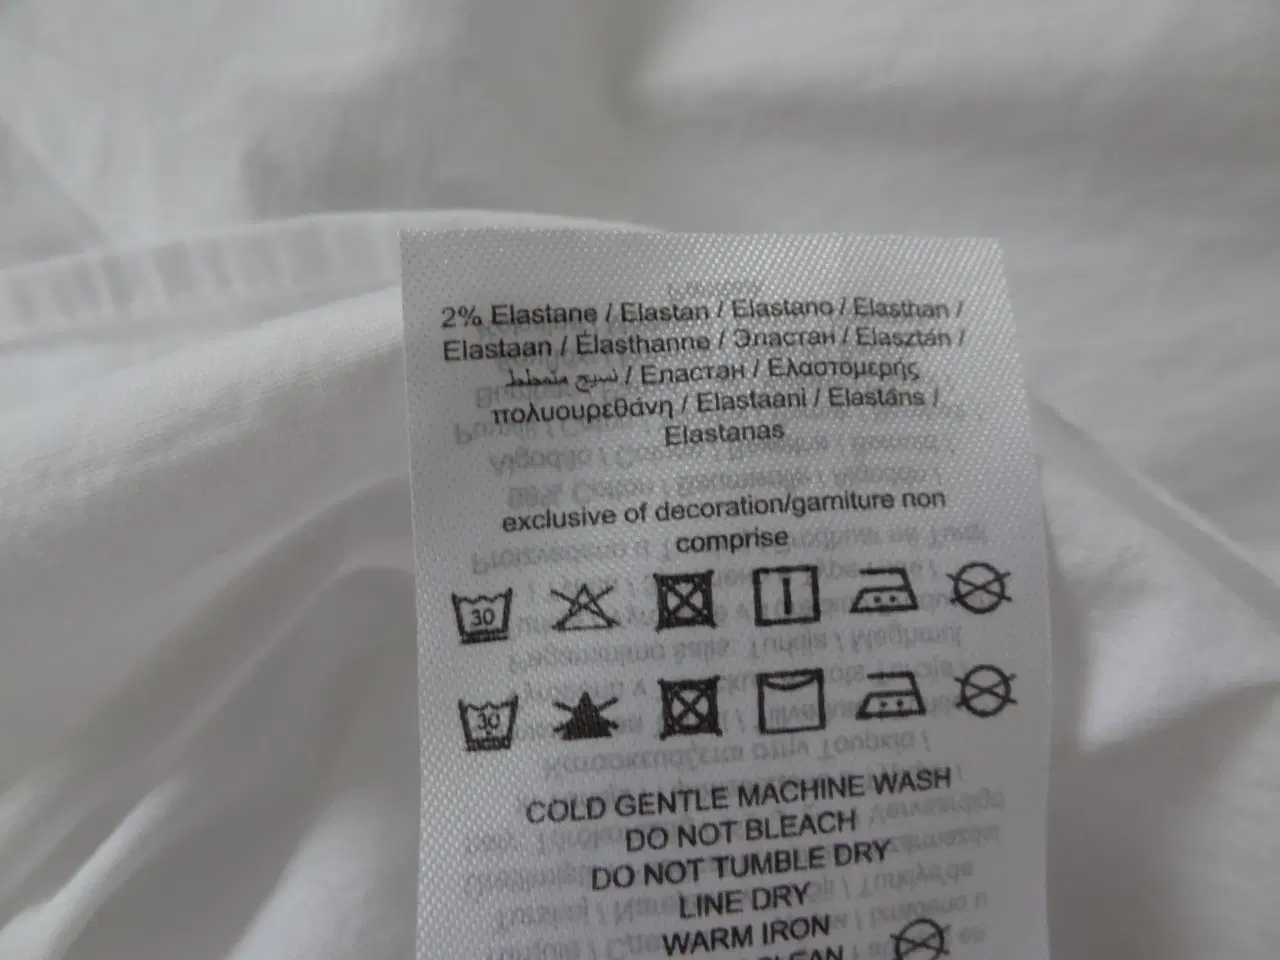 2% Elastane / Elastan / Elastano / Elasthan /
Elastaan / Élasthanne / Эластан / Elasztán /
نسيج متمطط / Еластан / Ελαστομερής
πολυουρεθάνη / Elastaani / Elastāns /
Elastanas
exclusive of decoration/garniture non
comprise
30
30
COLD GENTLE MACHINE WASH
DO NOT BLEACH
DO NOT TUMBLE DRY
LINE DRY
WARM IRON